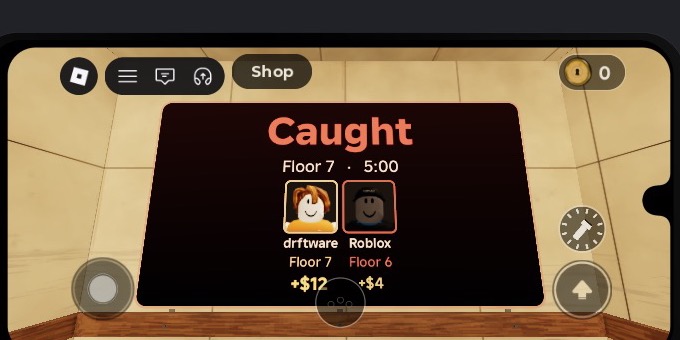 Shop
0
Caught
Floor 7 · 5:00
drftware Roblox
Floor 7 Floor 6
+$12 +$4